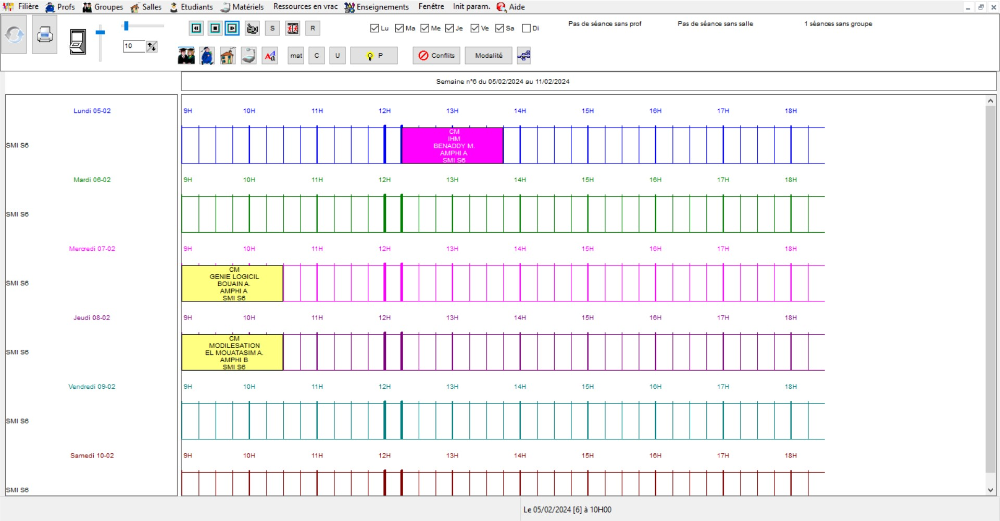 Filière Profs Groupes Salles Etudiants Matériels Ressources en vrac Enseignements Fenêtre Init param. Aide
S R Lu Ma Me Je Ve Sa Di Pas de séance sans prof Pas de séance sans salle 1 séances sans groupe
10
mat C U P Conflits Modalité
Semaine n°6 du 05/02/2024 au 11/02/2024
Lundi 05-02 9H 10H 11H 12H 13H 14H 15H 16H 17H 18H
SMI S6
CM
IHM
BENADDY M.
AMPHI A
SMI S6
Mardi 06-02 9H 10H 11H 12H 13H 14H 15H 16H 17H 18H
SMI S6
Mercredi 07-02 9H 10H 11H 12H 13H 14H 15H 16H 17H 18H
SMI S6
CM
GENIE LOGICIL
BOUAIN A.
AMPHI A
SMI S6
Jeudi 08-02 9H 10H 11H 12H 13H 14H 15H 16H 17H 18H
SMI S6
CM
MODILESATION
EL MOUATASIM A.
AMPHI B
SMI S6
Vendredi 09-02 9H 10H 11H 12H 13H 14H 15H 16H 17H 18H
SMI S6
Samedi 10-02 9H 10H 11H 12H 13H 14H 15H 16H 17H 18H
SMI S6
Le 05/02/2024 [6] à 10H00